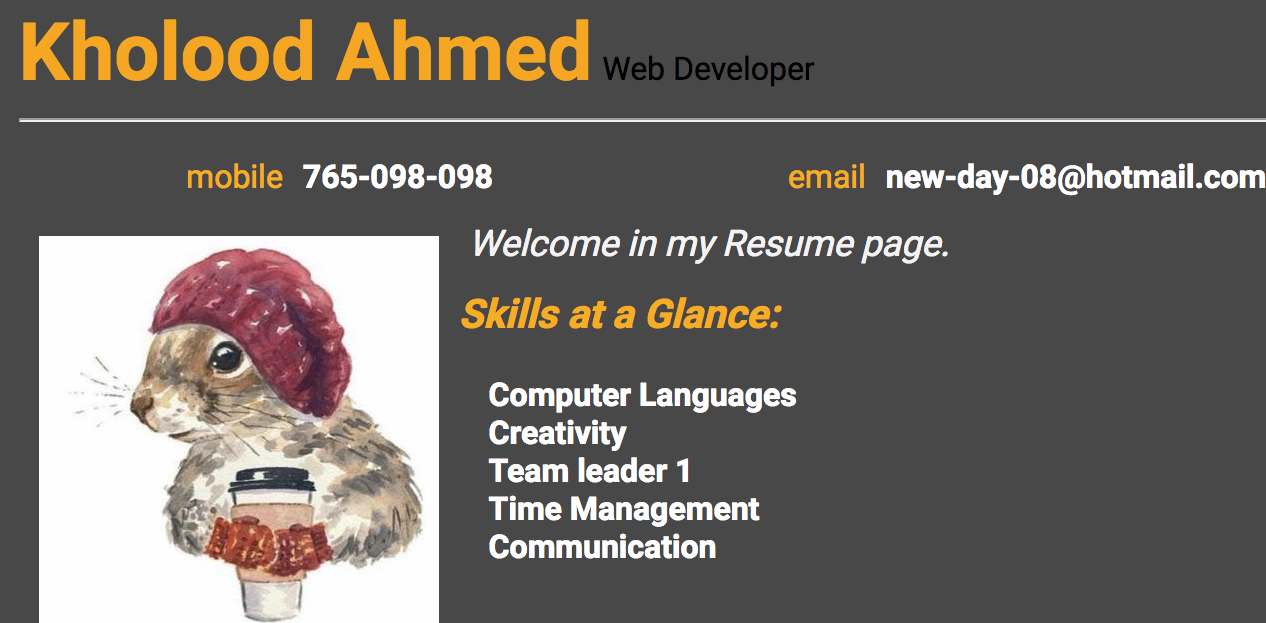 Kholood Ahmed Web Developer
mobile 765-098-098 email new-day-08@hotmail.com
Welcome in my Resume page.
Skills at a Glance:
Computer Languages
Creativity
Team leader 1
Time Management
Communication